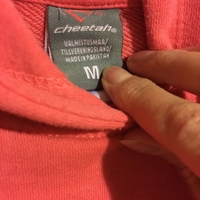 cheetah®
VALMISTUSMAA/
TILLVERKNINGSLAND/
MADE IN PAKISTAN
M